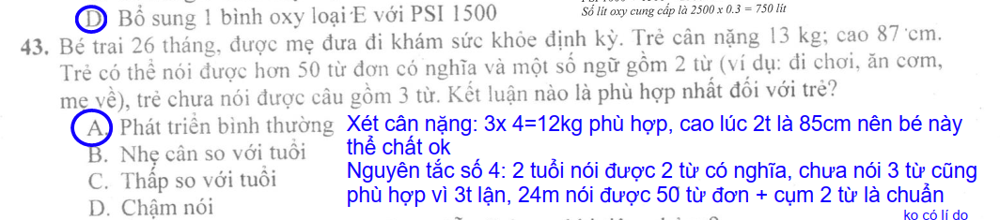 D. Bổ sung 1 bình oxy loại E với PSI 1500
Số lít oxy cung cấp là 2500 x 0.3 = 750 lít
43. Bé trai 26 tháng, được mẹ đưa đi khám sức khỏe định kỳ. Trẻ cân nặng 13 kg; cao 87 cm.
Trẻ có thể nói được hơn 50 từ đơn có nghĩa và một số ngữ gồm 2 từ (ví dụ: đi chơi, ăn cơm,
mẹ về), trẻ chưa nói được câu gồm 3 từ. Kết luận nào là phù hợp nhất đối với trẻ?
A. Phát triển bình thường
B. Nhẹ cân so với tuổi
C. Thấp so với tuổi
D. Chậm nói
Xét cân nặng: 3x 4=12kg phù hợp, cao lúc 2t là 85cm nên bé này
thể chất ok
Nguyên tắc số 4: 2 tuổi nói được 2 từ có nghĩa, chưa nói 3 từ cũng
phù hợp vì 3t lận, 24m nói được 50 từ đơn + cụm 2 từ là chuẩn
ko có lí do